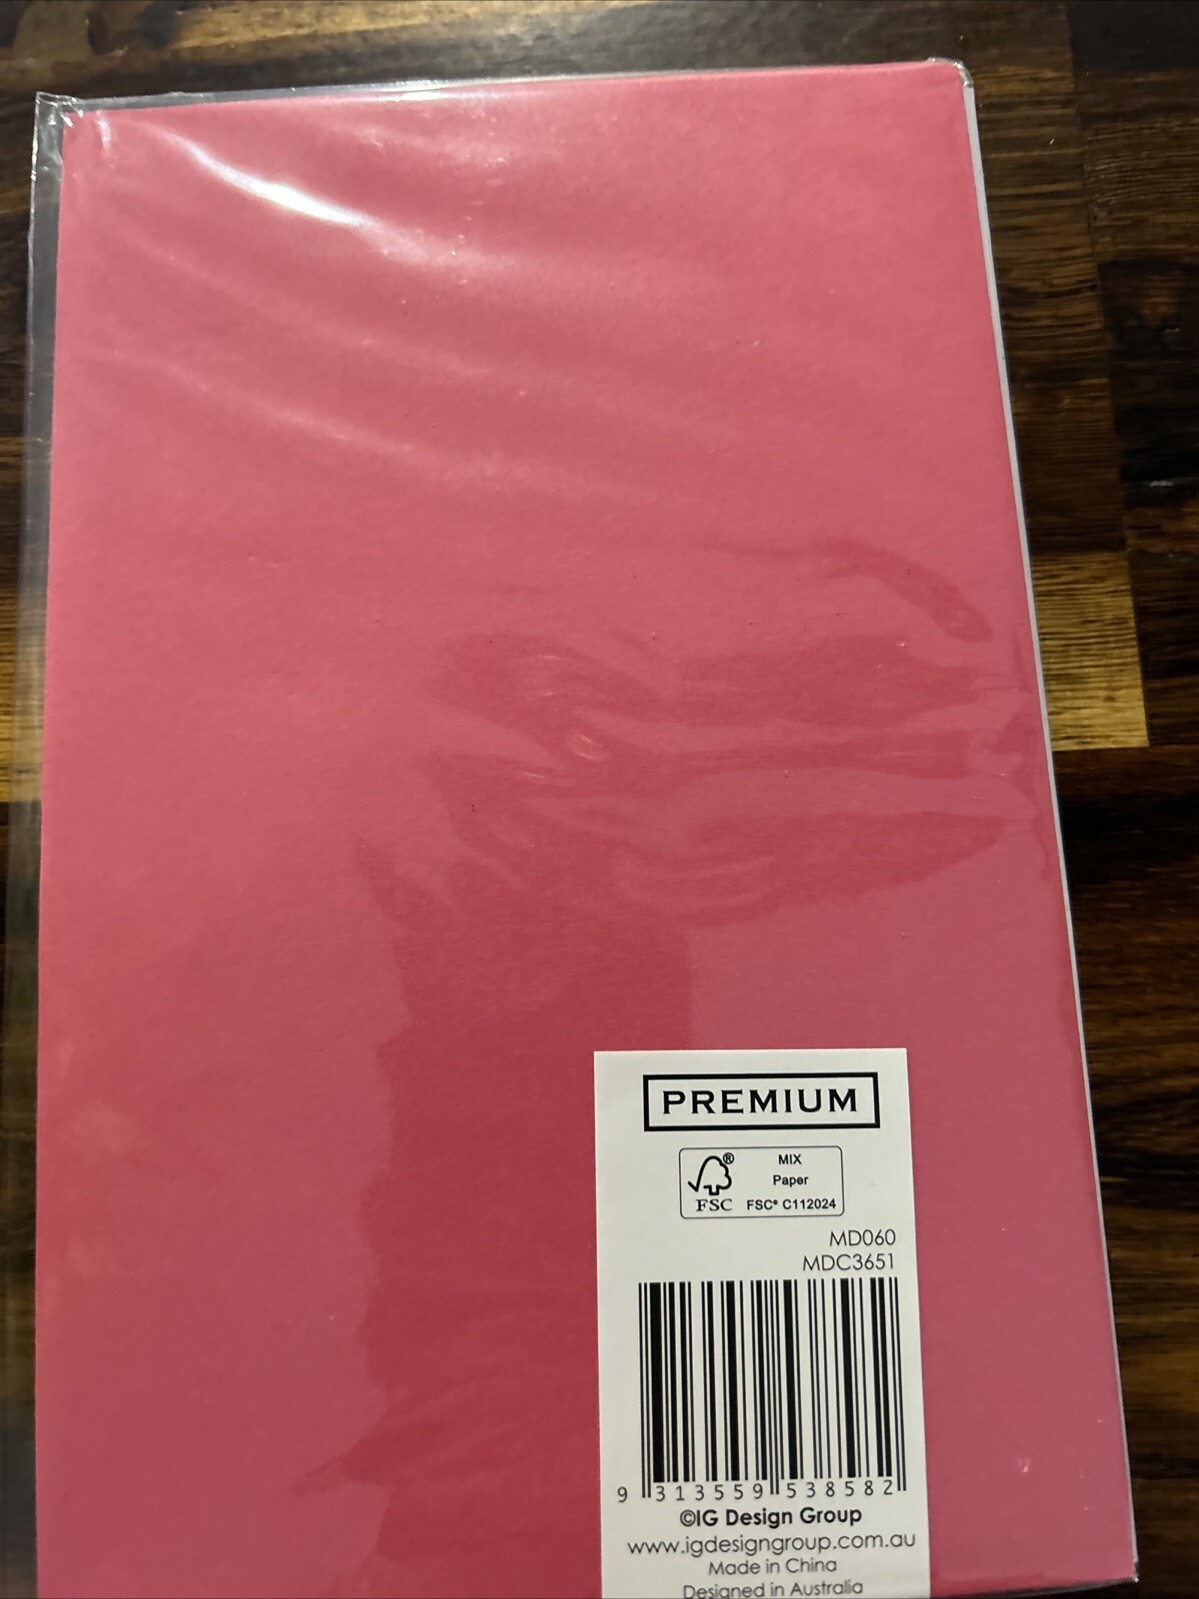 PREMIUM
®
FSC
MIX
Paper
FSC® C112024
MD060
MDC3651
9 313559 538582
©IG Design Group
www.igdesigngroup.com.au
Made in China
Designed in Australia